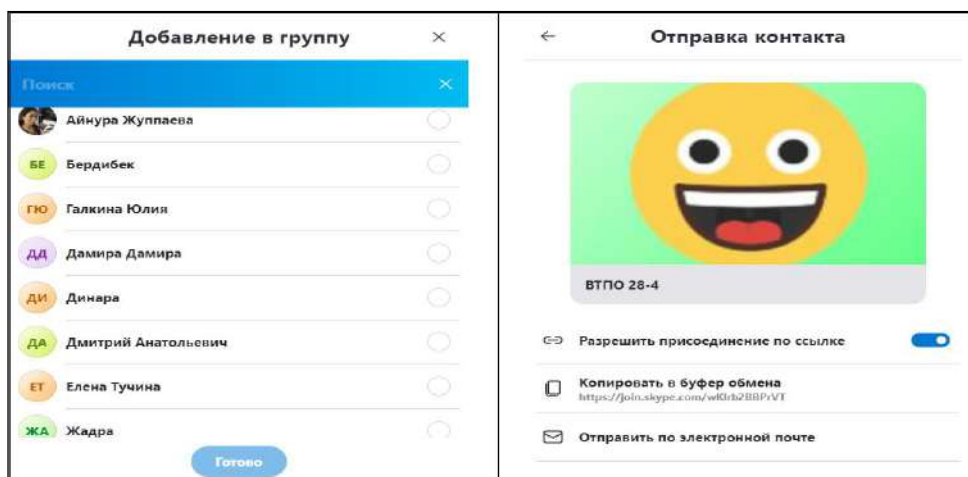 Добавление в группу
Поиск
Айнура Жуппаева
БЕ Бердибек
ГЮ Галкина Юлия
ДД Дамира Дамира
ДИ Динара
ДА Дмитрий Анатольевич
ЕТ Елена Тучина
ЖА Жадра
Готово
Отправка контакта
ВТПО 28-4
Разрешить присоединение по ссылке
Копировать в буфер обмена
Отправить по электронной почте